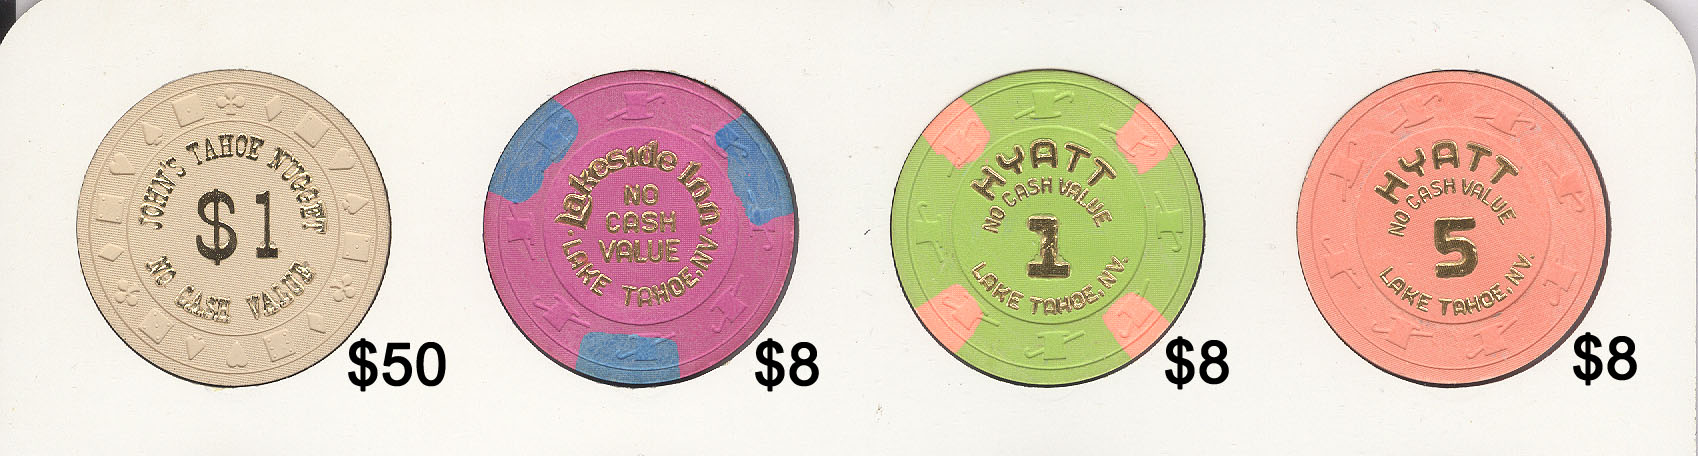 JOHN'S TAHOE NUGGET
$1
NO CASH VALUE
$50
Lakeside Inn
NO
CASH
VALUE
LAKE TAHOE, NV.
$8
HYATT
NO CASH VALUE
1
LAKE TAHOE, NV.
$8
HYATT
NO CASH VALUE
5
LAKE TAHOE, NV.
$8